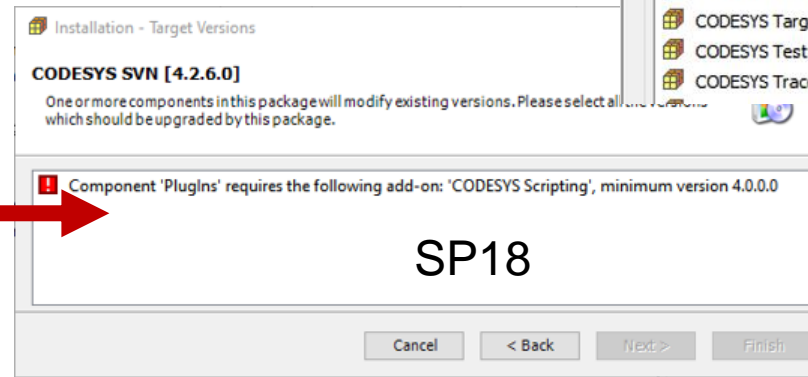 Installation - Target Versions
CODESYS SVN [4.2.6.0]
One or more components in this package will modify existing versions. Please select all
which should be upgraded by this package.
CODESYS Targ
CODESYS Test
CODESYS Trac
Component 'PlugIns' requires the following add-on: 'CODESYS Scripting', minimum version 4.0.0.0
SP18
Cancel
< Back
Next >
Finish